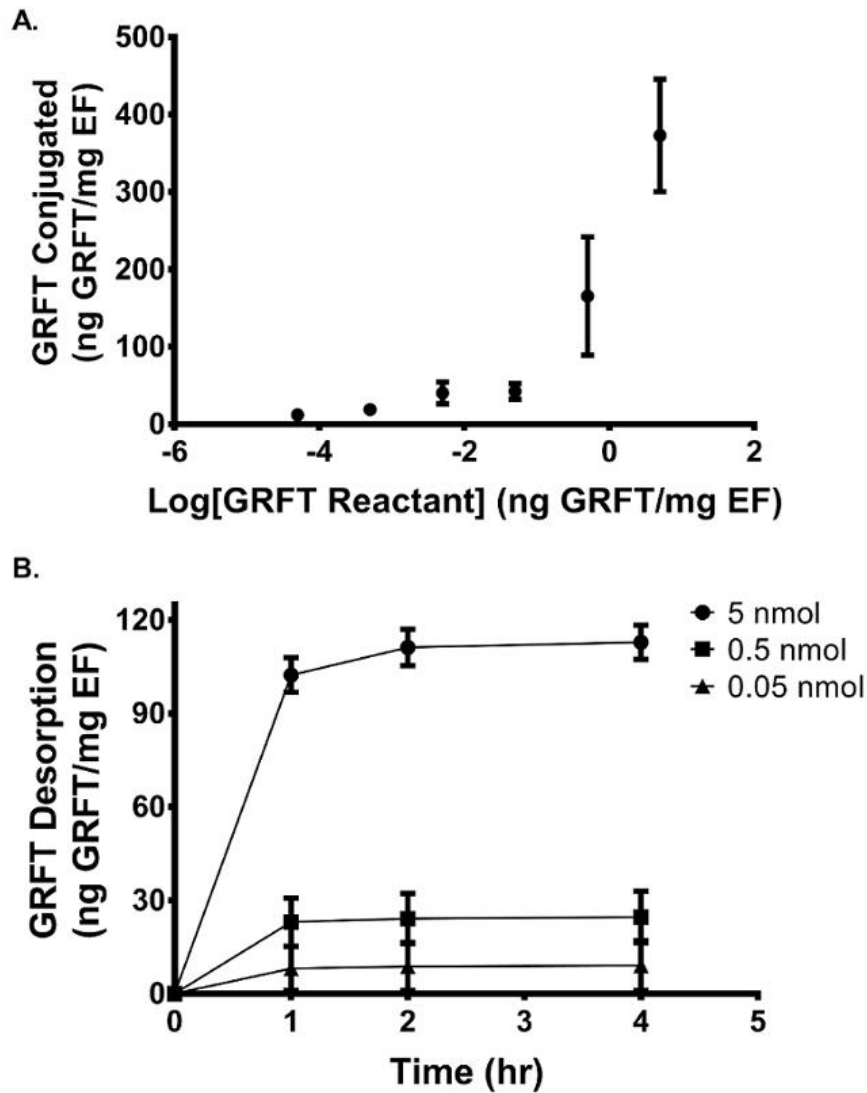 A.
500
400
300
200
100
0
GRFT Conjugated
(ng GRFT/mg EF)
-6 -4 -2 0 2
Log[GRFT Reactant] (ng GRFT/mg EF)
B.
120
90
60
30
0
GRFT Desorption
(ng GRFT/mg EF)
5 nmol
0.5 nmol
0.05 nmol
0 1 2 3 4 5
Time (hr)